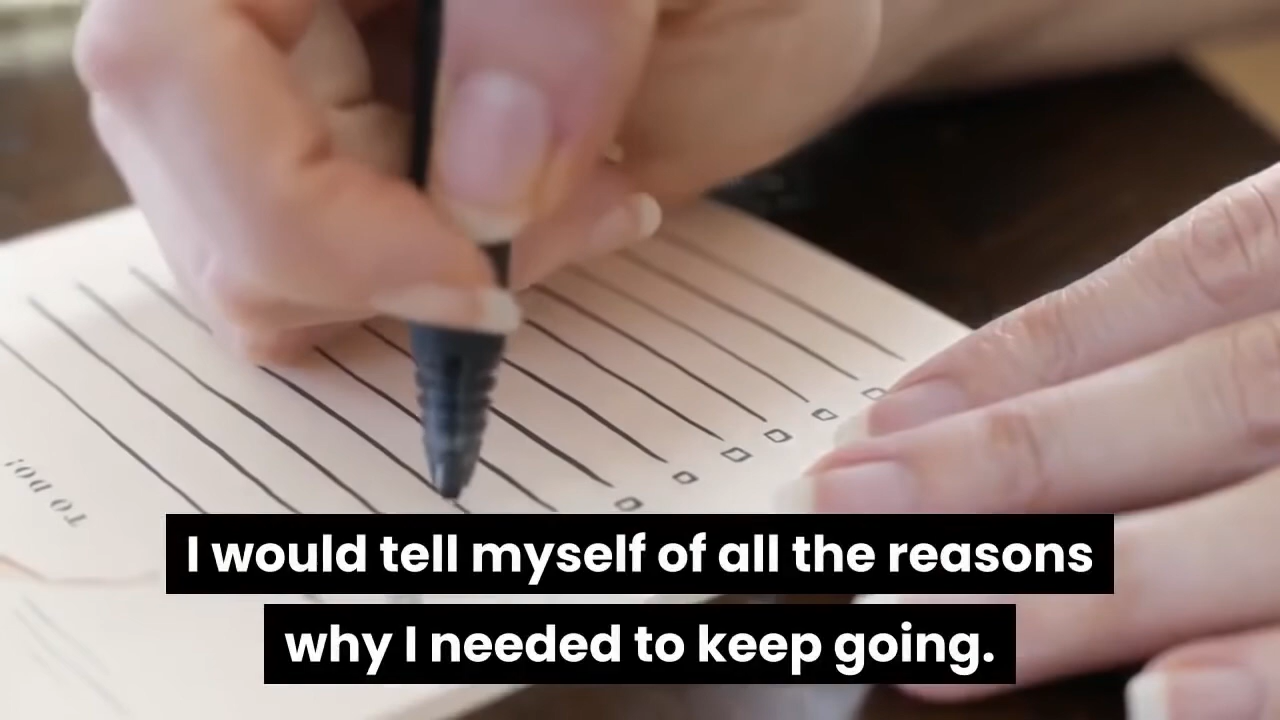 TO DO:
I would tell myself of all the reasons
why I needed to keep going.